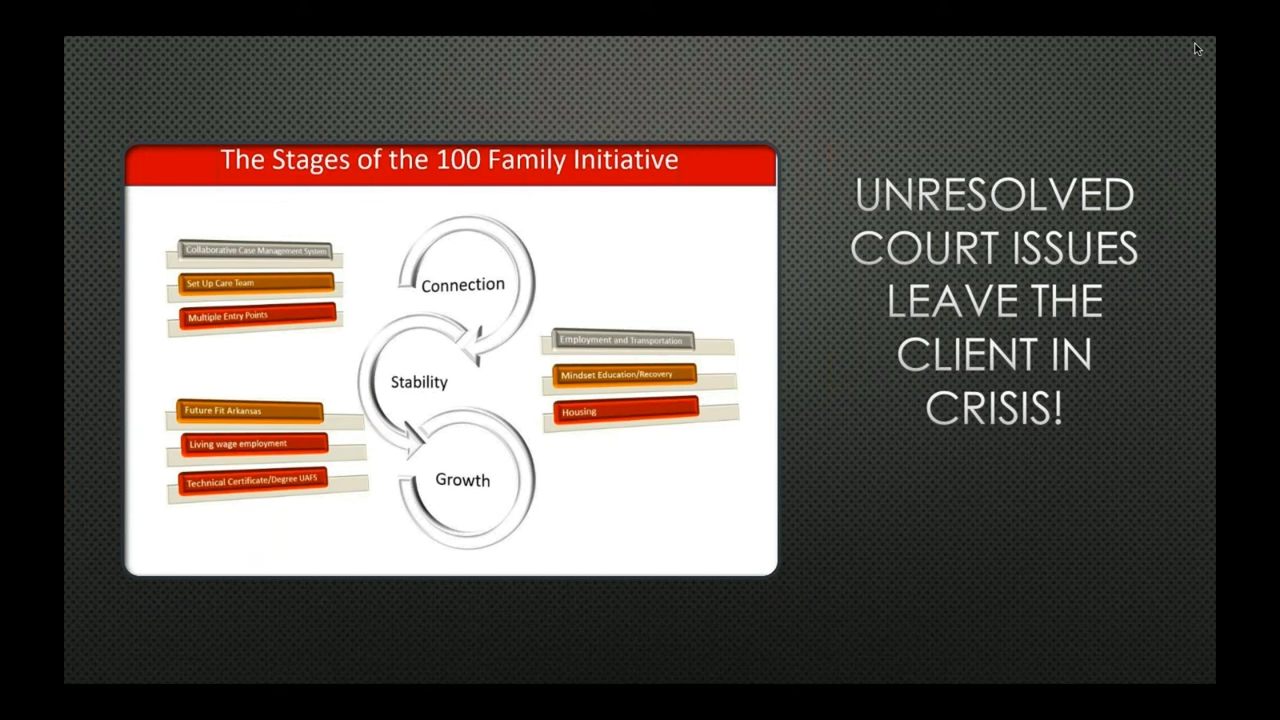 The Stages of the 100 Family Initiative
Collaborative Case Management System
Set Up Care Team
Multiple Entry Points
Connection
Employment and Transportation
Mindset Education/Recovery
Housing
Stability
Future Fit Arkansas
Living wage employment
Technical Certificate/Degree UAFS
Growth
UNRESOLVED
COURT ISSUES
LEAVE THE
CLIENT IN
CRISIS!